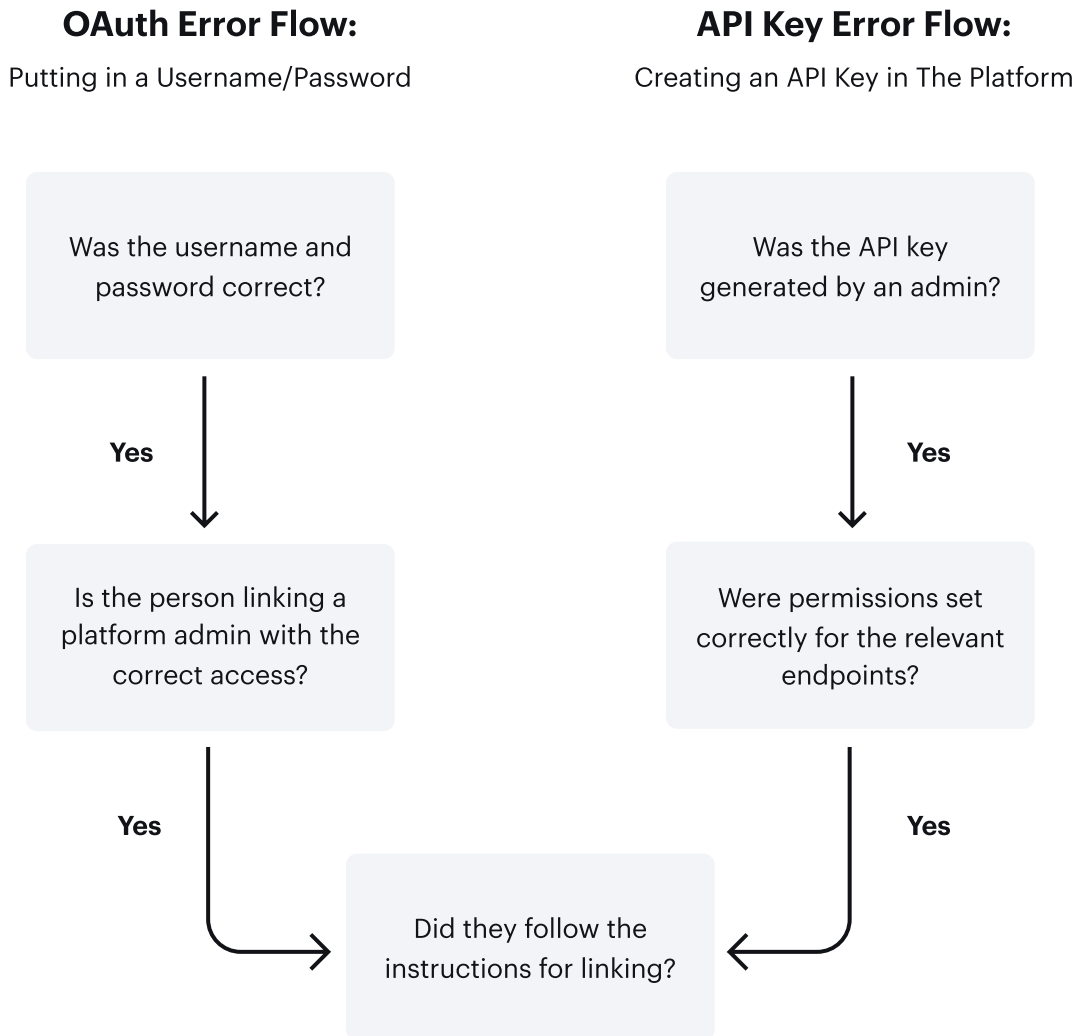 OAuth Error Flow:
Putting in a Username/Password
Was the username and
password correct?
Yes
Is the person linking a
platform admin with the
correct access?
Yes
API Key Error Flow:
Creating an API Key in The Platform
Was the API key
generated by an admin?
Yes
Were permissions set
correctly for the relevant
endpoints?
Yes
Did they follow the
instructions for linking?